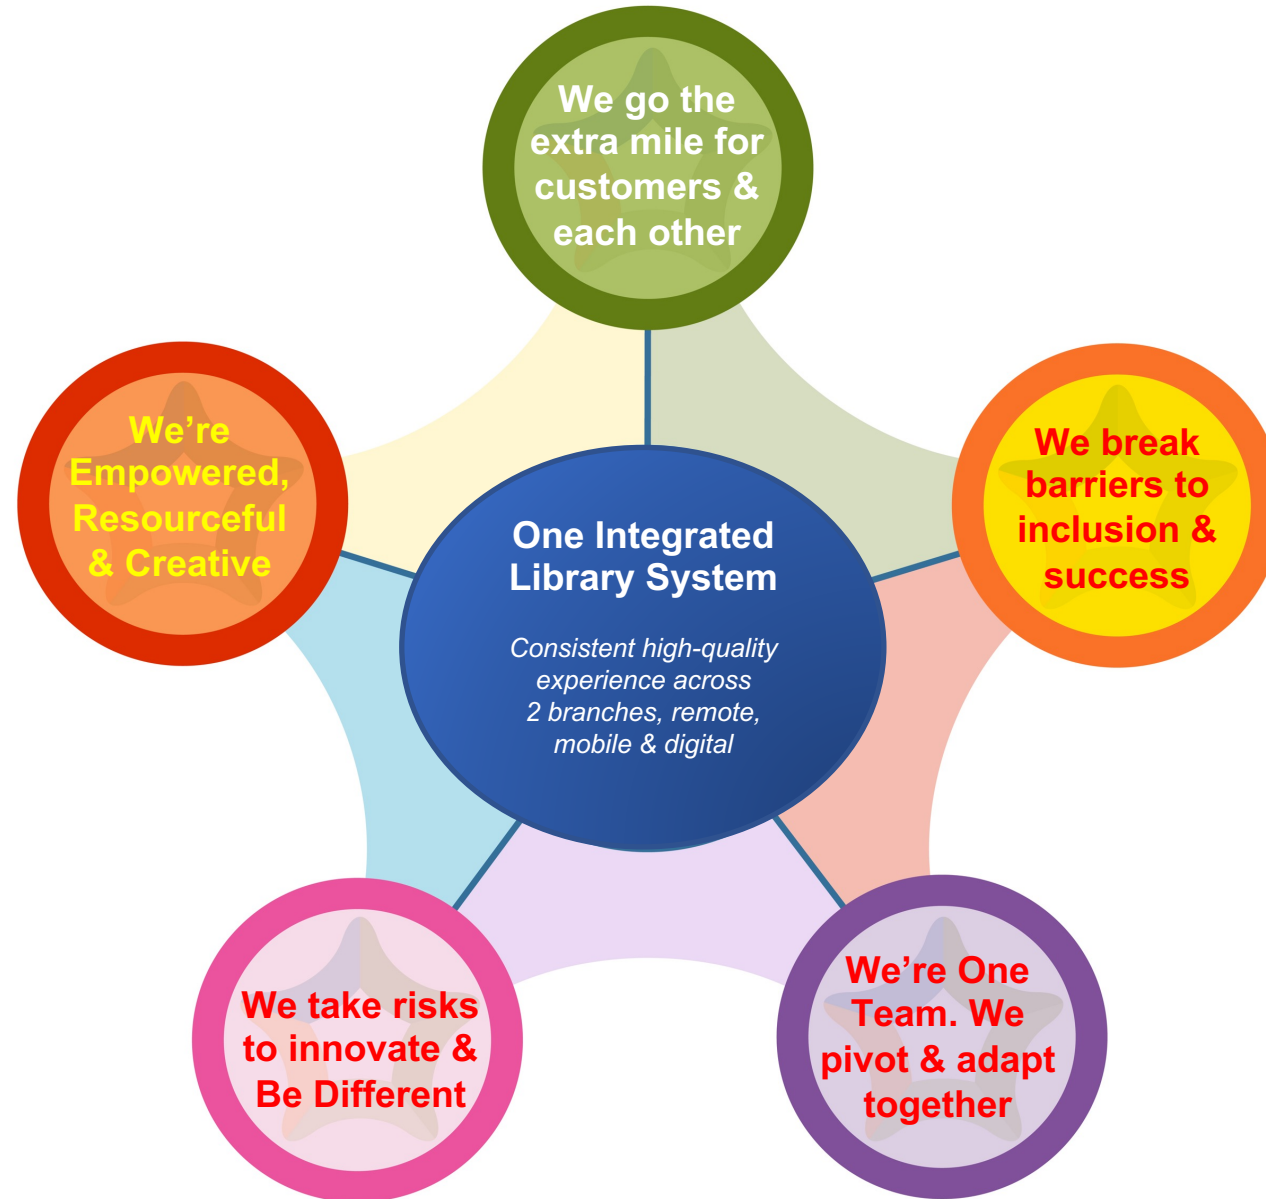 We go the
extra mile for
customers &
each other
We're
Empowered,
Resourceful
& Creative
We break
barriers to
inclusion &
success
One Integrated
Library System
Consistent high-quality
experience across
2 branches, remote,
mobile & digital
We take risks
to innovate &
Be Different
We're One
Team. We
pivot & adapt
together